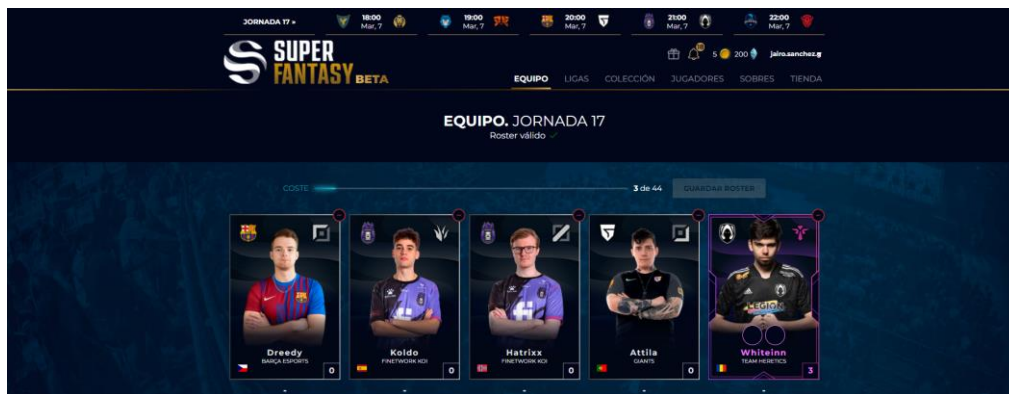 JORNADA 17 »
18:00
Mar, 7
19:00
Mar, 7
20:00
Mar, 7
21:00
Mar, 7
22:00
Mar, 7
SUPER
FANTASY BETA
5
200
jairo.sanchez.g
EQUIPO LIGAS COLECCIÓN JUGADORES SOBRES TIENDA
EQUIPO. JORNADA 17
Roster válido
COSTE
3 de 44
GUARDAR ROSTER
Dreedy
BARÇA ESPORTS
0
Koldo
FINETWORK KOI
0
Hatrixx
FINETWORK KOI
0
Attila
GIANTS
0
LEGION
Whiteinn
TEAM HERETICS
3
- - - - -